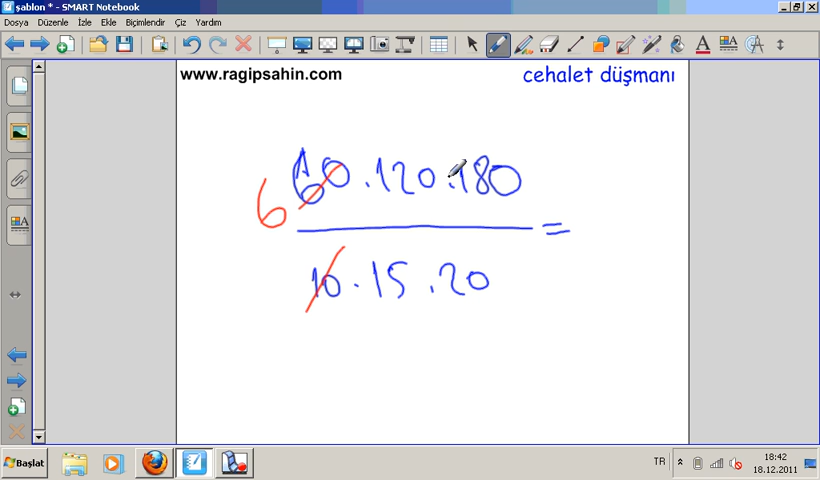 şablon * - SMART Notebook
Dosya Düzenle İzle Ekle Biçimlendir Çiz Yardım
www.ragipsahin.com cehalet düşmanı
60 . 120 . 180
6
=
10 . 15 . 20
Başlat
TR
18:42
18.12.2011